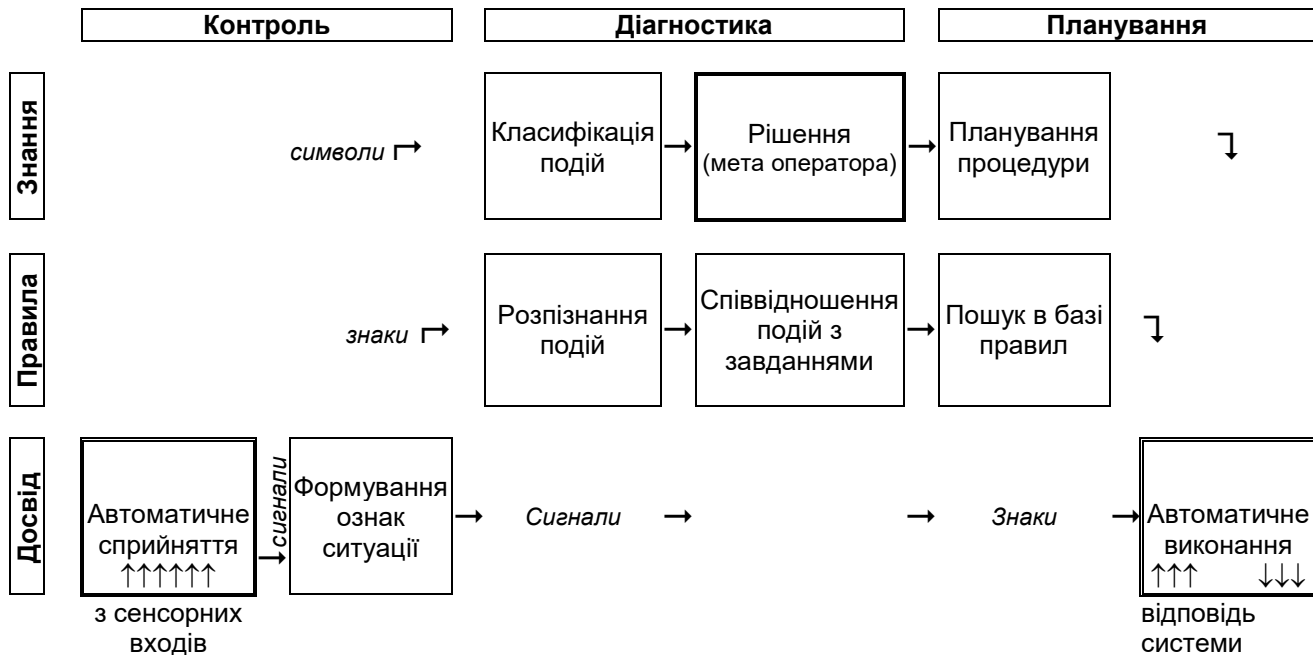 Контроль
Діагностика
Планування
Знання
символи
Класифікація
подій
Рішення
(мета оператора)
Планування
процедури
Правила
знаки
Розпізнання
подій
Співвідношення
подій з
завданнями
Пошук в базі
правил
Досвід
Автоматичне
сприйняття
↑↑↑↑↑↑
з сенсорних
входів
сигнали
Формування
ознак
ситуації
Сигнали
Знаки
Автоматичне
виконання
↑↑↑ ↓↓↓
відповідь
системи